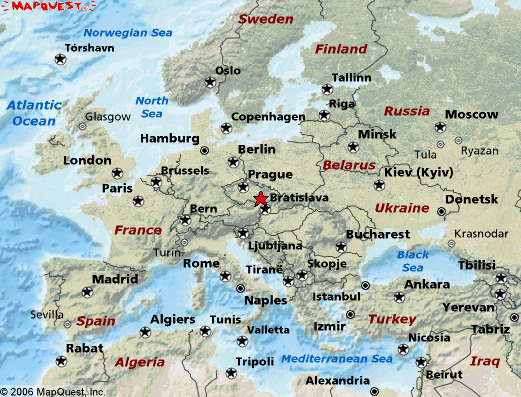 MAPQUEST
Sweden
Norwegian Sea
Tórshavn
Finland
Oslo
Tallinn
Atlantic
Ocean
North
Sea
Riga
Russia
Glasgow
Copenhagen
Moscow
Hamburg
Minsk
Tula
Ryazan
London
Berlin
Belarus
Brussels
Prague
Kiev (Kyiv)
Paris
Bratislava
Donetsk
Bern
Ukraine
France
Ljubljana
Bucharest
Krasnodar
Turin
Black
Sea
Rome
Tiranë
Skopje
Tbilisi
Madrid
Naples
Istanbul
Ankara
Yerevan
Sevilla
Spain
Algiers
Tunis
Valletta
Izmir
Turkey
Tabriz
Rabat
Algeria
Tripoli
Mediterranean Sea
Nicosia
Beirut
Iraq
Alexandria
© 2006 MapQuest, Inc.